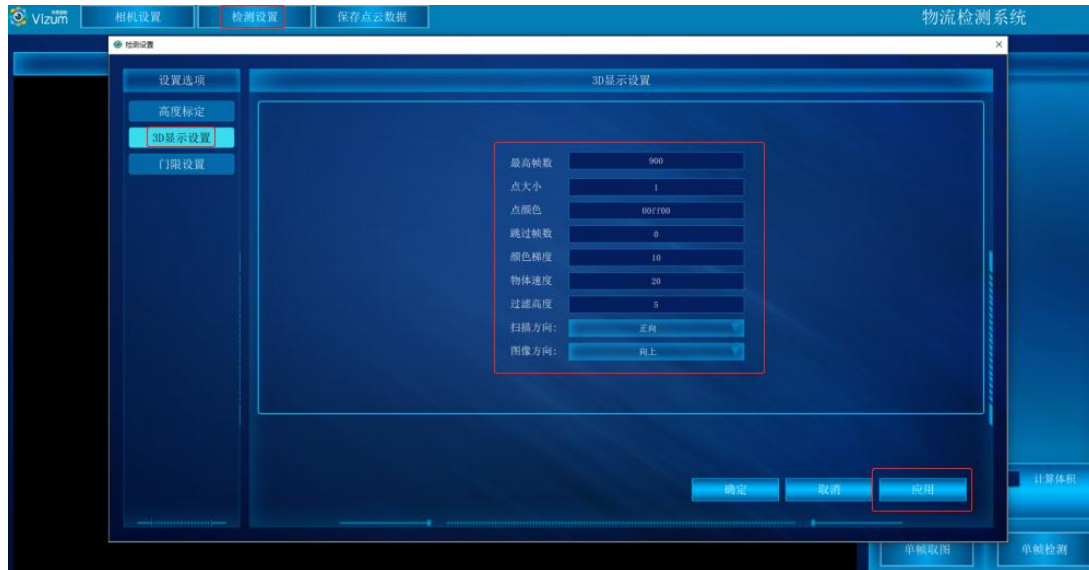 Vizum
相机设置
检测设置
保存点云数据
物流检测系统
检测设置
设置选项
3D显示设置
高度标定
3D显示设置
门限设置
最高帧数 900
点大小 1
点颜色 00ff00
跳过帧数 0
颜色梯度 10
物体速度 20
过滤高度 5
扫描方向: 正向
图像方向: 向上
确定
取消
应用
计算体积
单帧取图
单帧检测